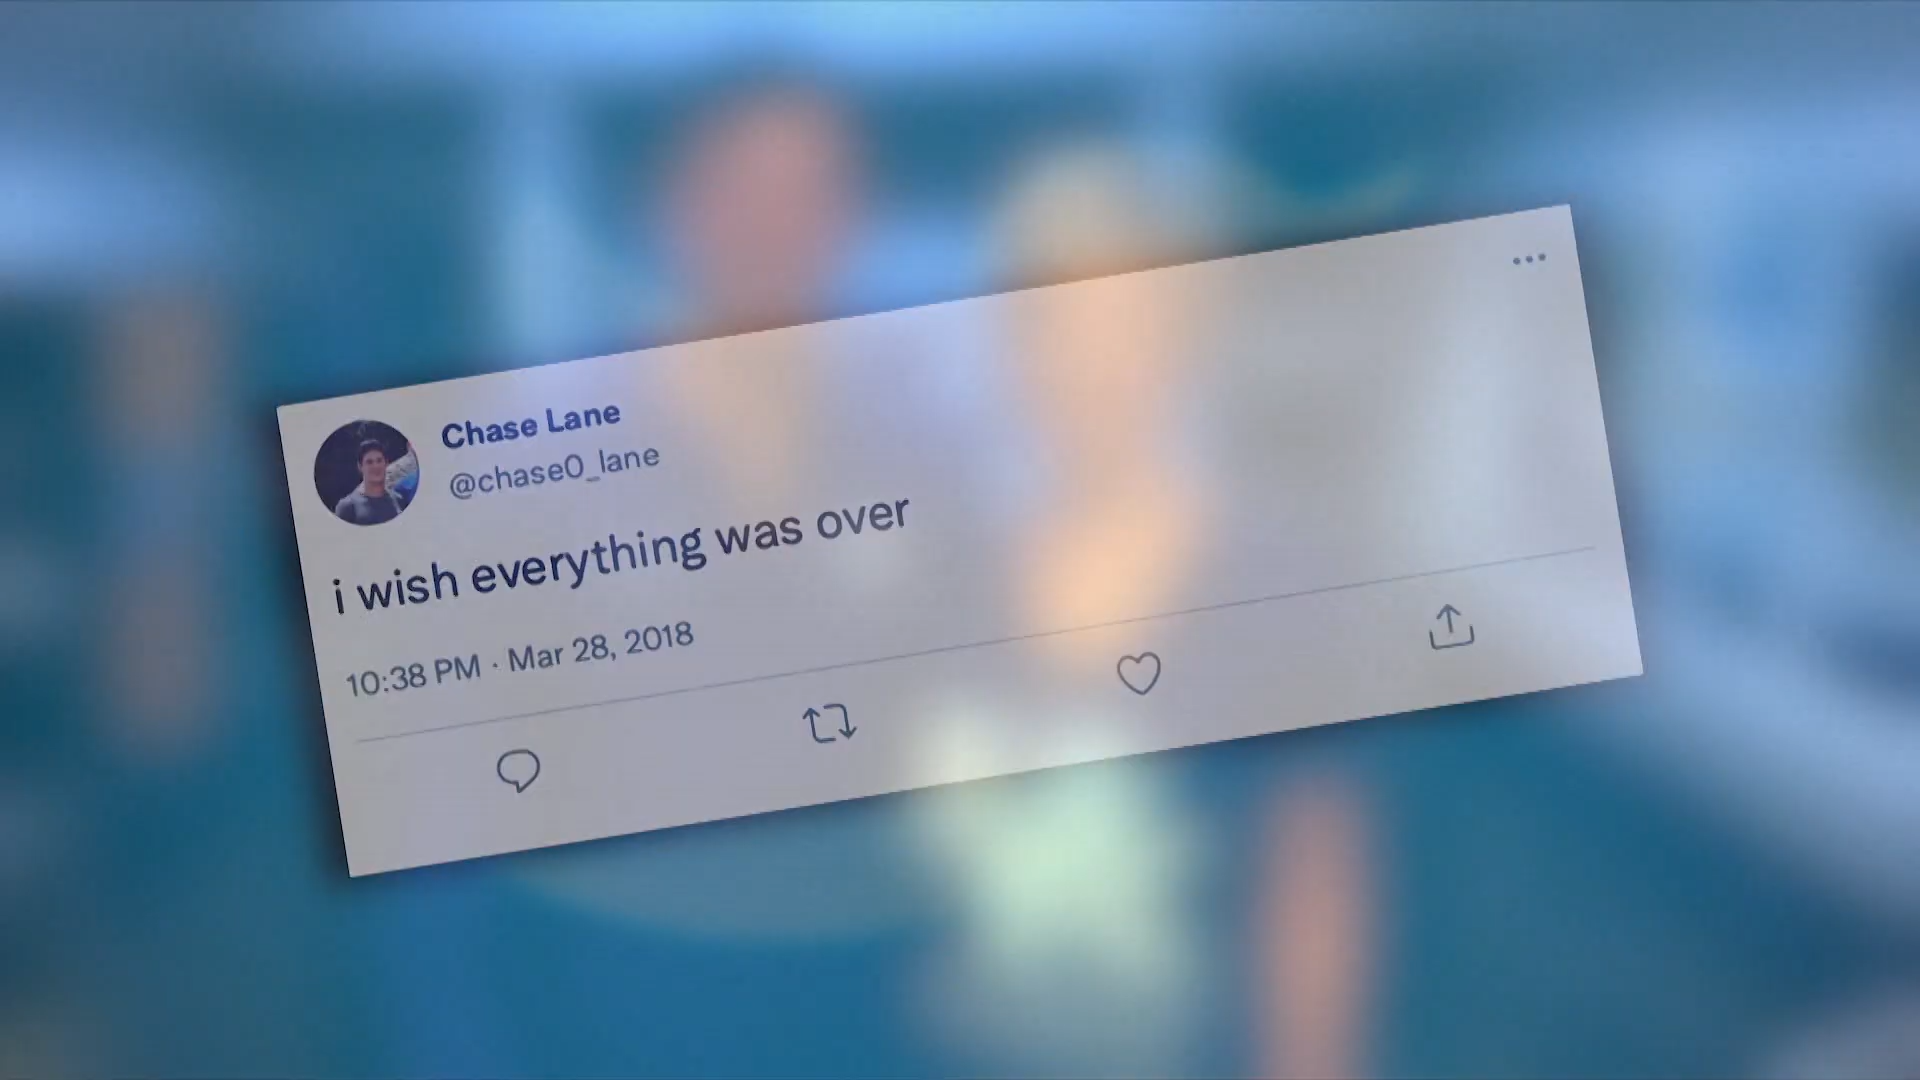 Chase Lane
@chase0_lane
i wish everything was over
10:38 PM · Mar 28, 2018